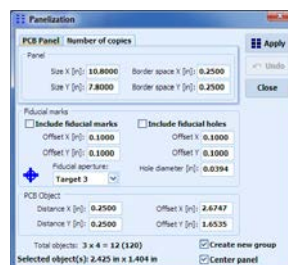 Panelization
PCB Panel Number of copies
Apply
Panel
Size X [in]: 10.8000 Border space X [in]: 0.2500
Undo
Size Y [in]: 7.8000 Border space Y [in]: 0.2500
Close
Fiducial marks
Include fiducial marks Include fiducial holes
Offset X [in]: 0.1000 Offset X 0.1000
Offset Y [in]: 0.1000 Offset Y 0.1000
Fiducial aperture: Hole diameter [in]: 0.0394
Target 3
PCB Object
Distance X [in]: 0.2500 Offset X [in]: 2.6747
Distance Y [in]: 0.2500 Offset Y [in]: 1.6535
Total objects: 3 x 4 = 12 (120) Create new group
Selected object(s): 2.425 in x 1.404 in Center panel